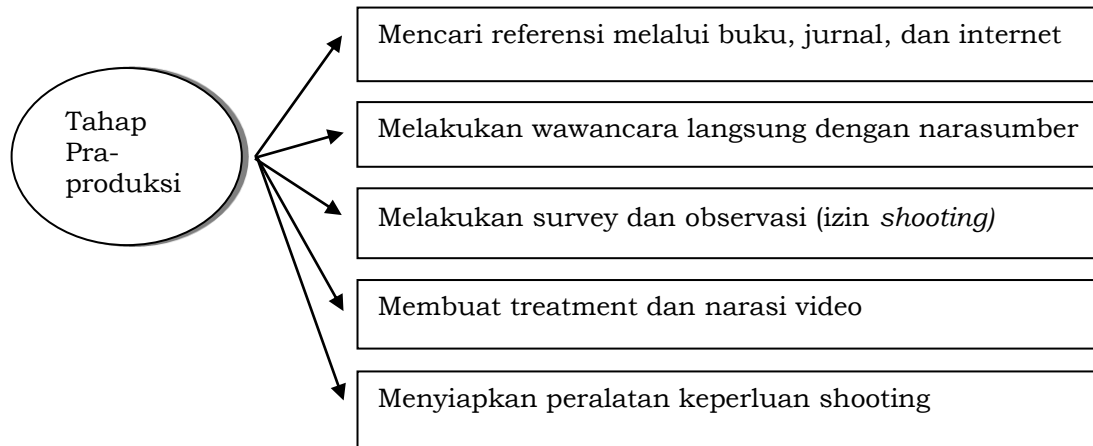 Tahap
Pra-
produksi
Mencari referensi melalui buku, jurnal, dan internet
Melakukan wawancara langsung dengan narasumber
Melakukan survey dan observasi (izin shooting)
Membuat treatment dan narasi video
Menyiapkan peralatan keperluan shooting